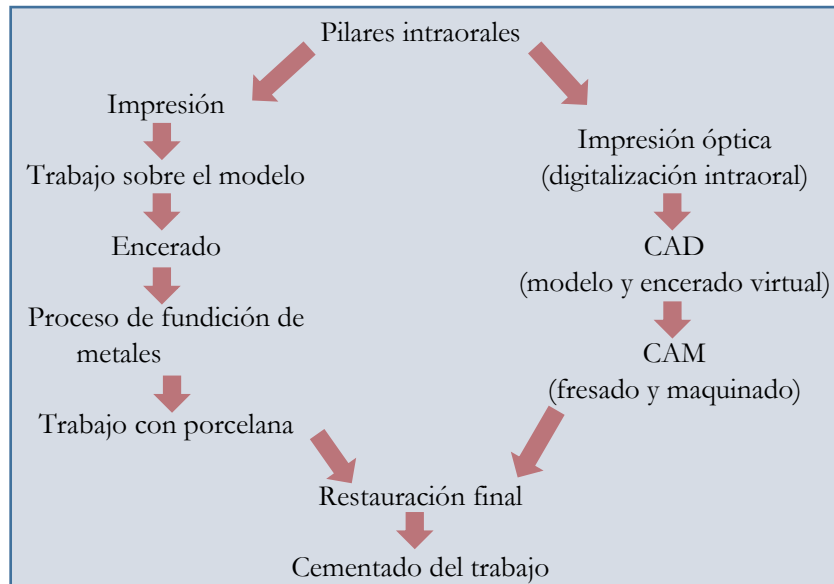 Pilares intraorales
Impresión
Trabajo sobre el modelo
Encerado
Proceso de fundición de
metales
Trabajo con porcelana
Impresión óptica
(digitalización intraoral)
CAD
(modelo y encerado virtual)
CAM
(fresado y maquinado)
Restauración final
Cementado del trabajo